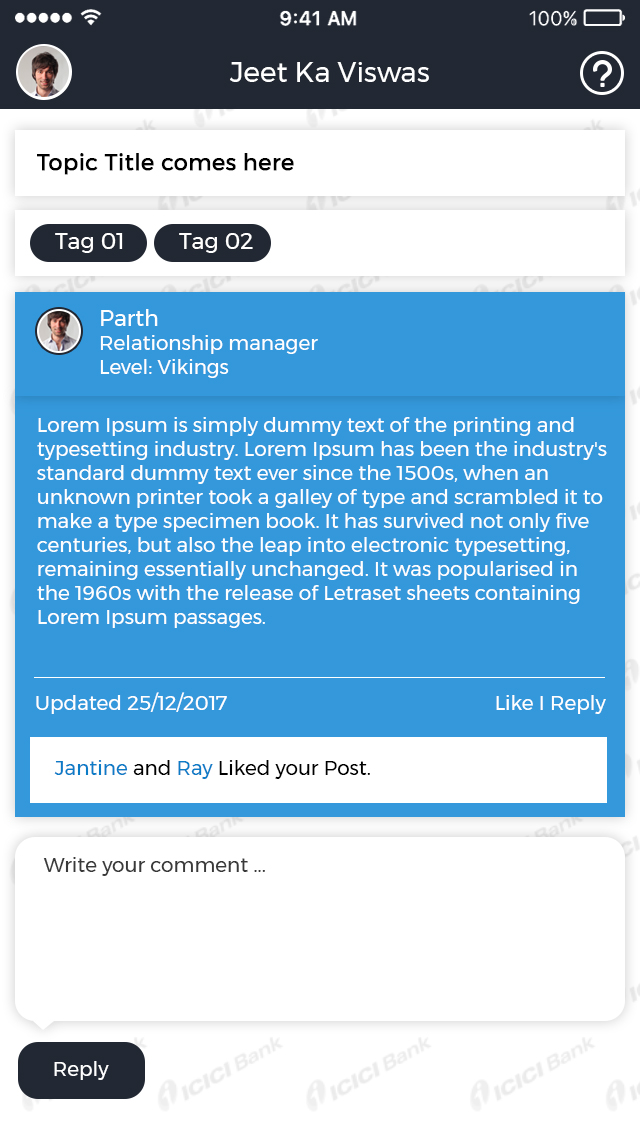 9:41 AM 100%
Jeet Ka Viswas
Topic Title comes here
Tag 01 Tag 02
Parth
Relationship manager
Level: Vikings
Lorem Ipsum is simply dummy text of the printing and
typesetting industry. Lorem Ipsum has been the industry's
standard dummy text ever since the 1500s, when an
unknown printer took a galley of type and scrambled it to
make a type specimen book. It has survived not only five
centuries, but also the leap into electronic typesetting,
remaining essentially unchanged. It was popularised in
the 1960s with the release of Letraset sheets containing
Lorem Ipsum passages.
Updated 25/12/2017 Like I Reply
Jantine and Ray Liked your Post.
Write your comment ...
Reply
ICICI Bank ICICI Bank ICICI Bank